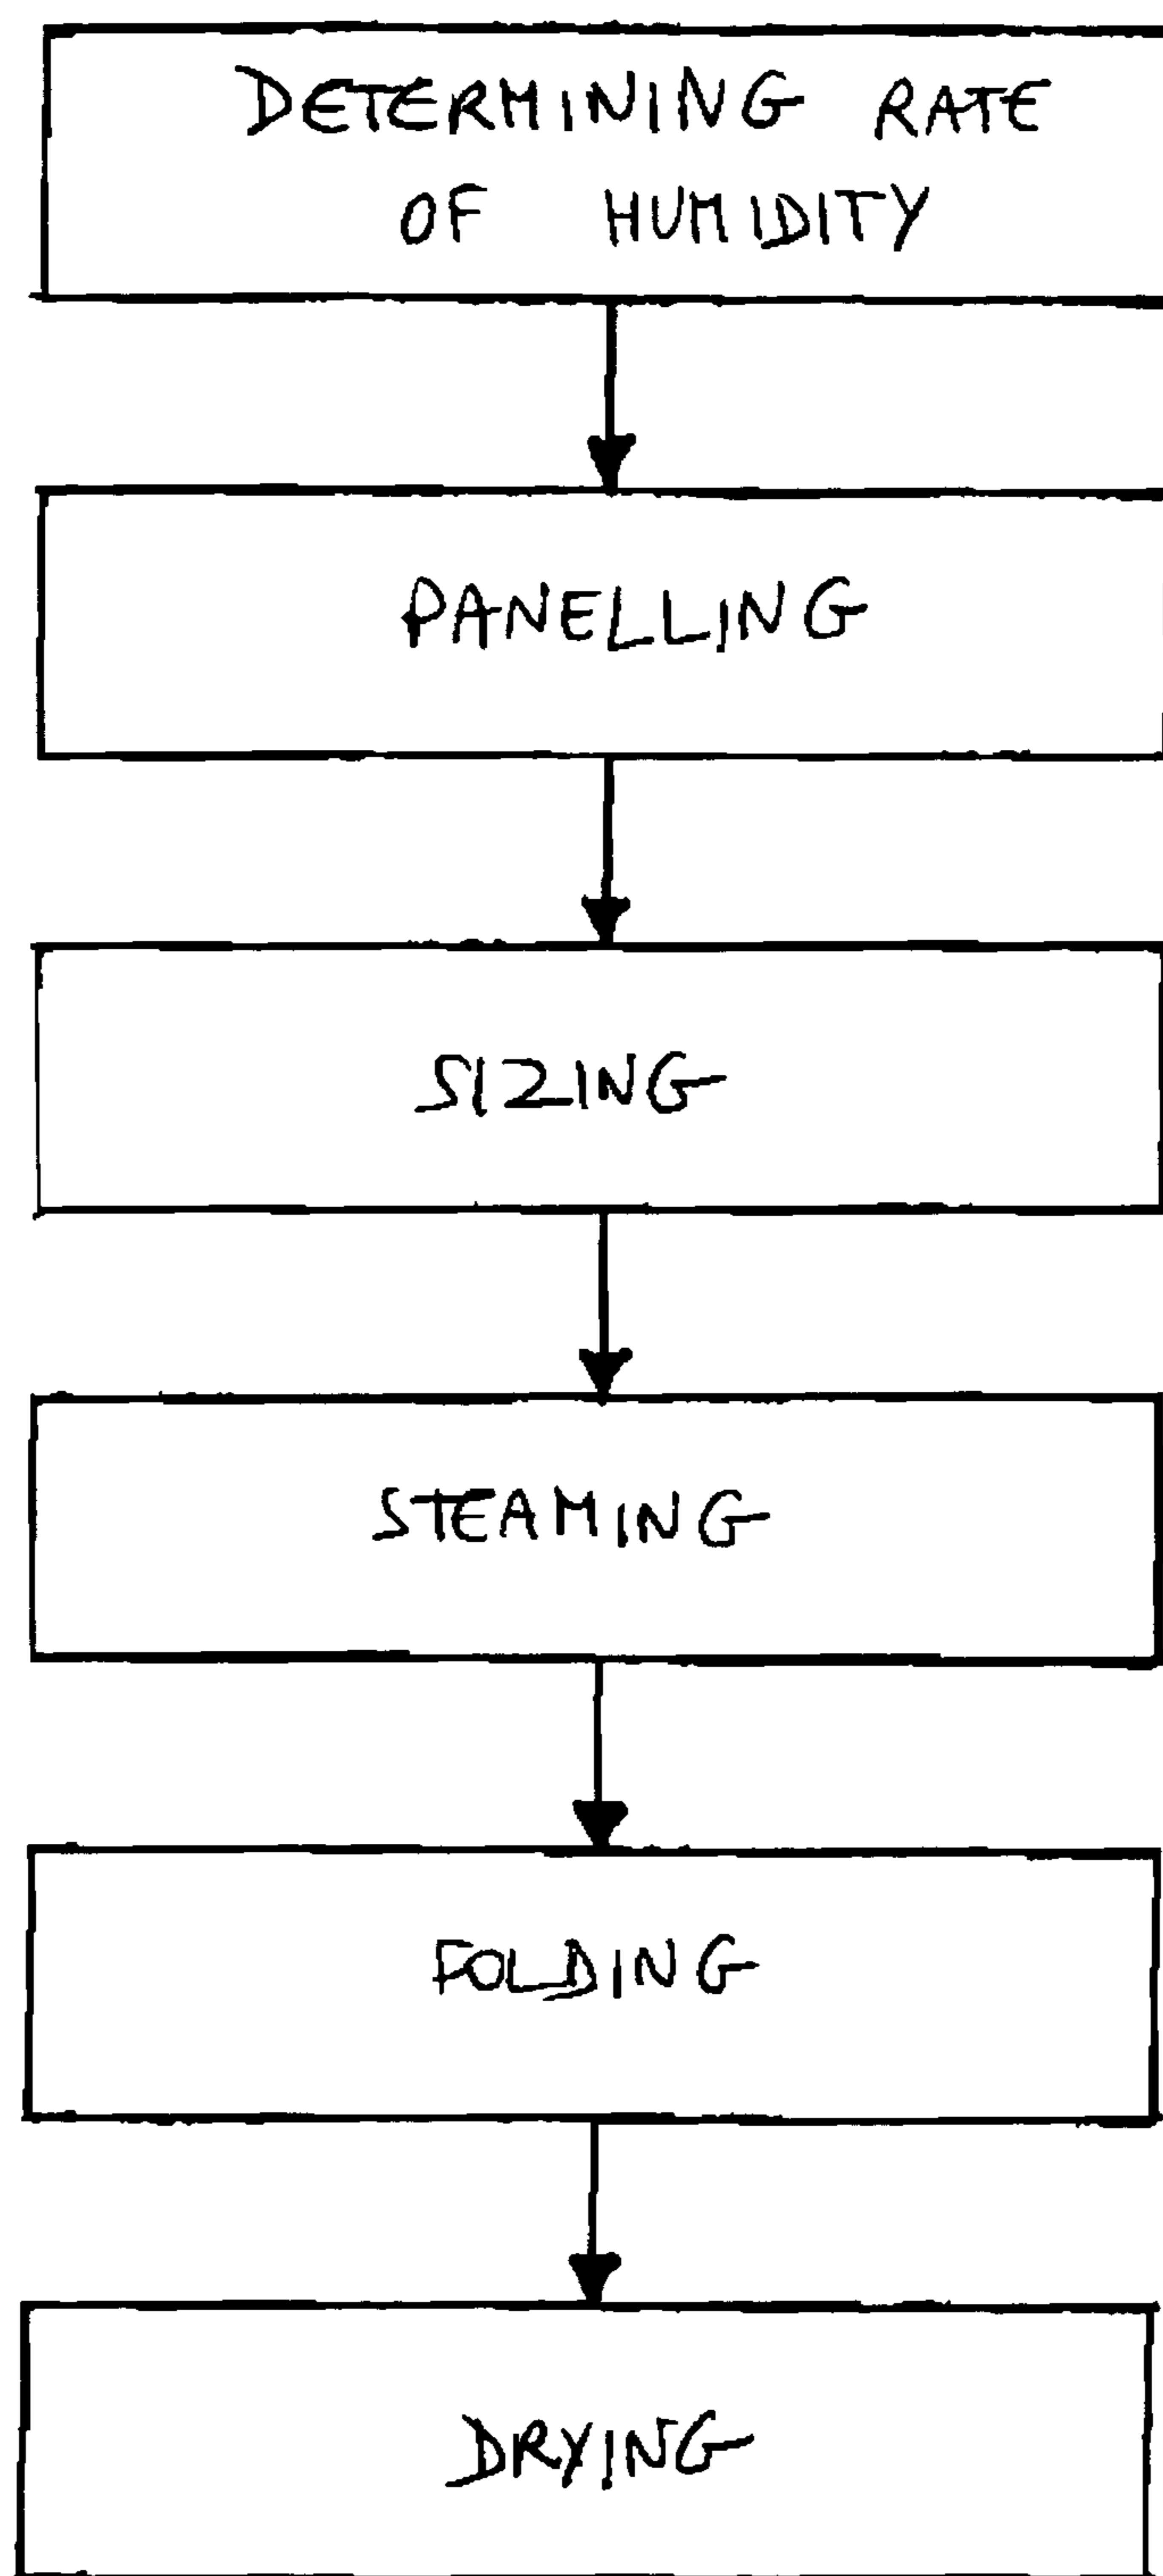 DETERMINING RATE
OF HUMIDITY
PANELLING
SIZING
STEAMING
FOLDING
DRYING